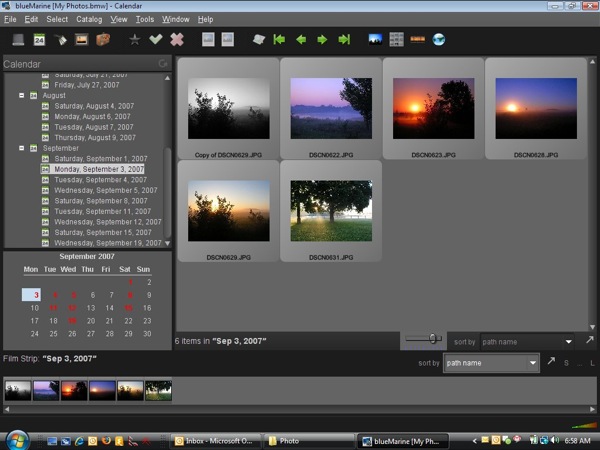 blueMarine [My Photos.bmw] - Calendar
File Edit Select Catalog View Tools Window Help
Calendar
Saturday, July 21, 2007
Friday, July 27, 2007
August
Saturday, August 4, 2007
Monday, August 6, 2007
Tuesday, August 7, 2007
Thursday, August 9, 2007
September
Saturday, September 1, 2007
Monday, September 3, 2007
Tuesday, September 4, 2007
Wednesday, September 5, 2007
Saturday, September 8, 2007
Tuesday, September 11, 2007
Wednesday, September 12, 2007
Saturday, September 15, 2007
Wednesday, September 19, 2007
Copy of DSCN0629.JPG
DSCN0622.JPG
DSCN0623.JPG
DSCN0628.JPG
DSCN0629.JPG
DSCN0631.JPG
September 2007
Mon Tue Wed Thu Fri Sat Sun
1 2
3 4 5 6 7 8 9
10 11 12 13 14 15 16
17 18 19 20 21 22 23
24 25 26 27 28 29 30
6 items in "Sep 3, 2007"
sort by path name
Film Strip: "Sep 3, 2007"
sort by path name S ... L
Inbox - Microsoft O...
Photo
blueMarine [My Ph...
6:58 AM